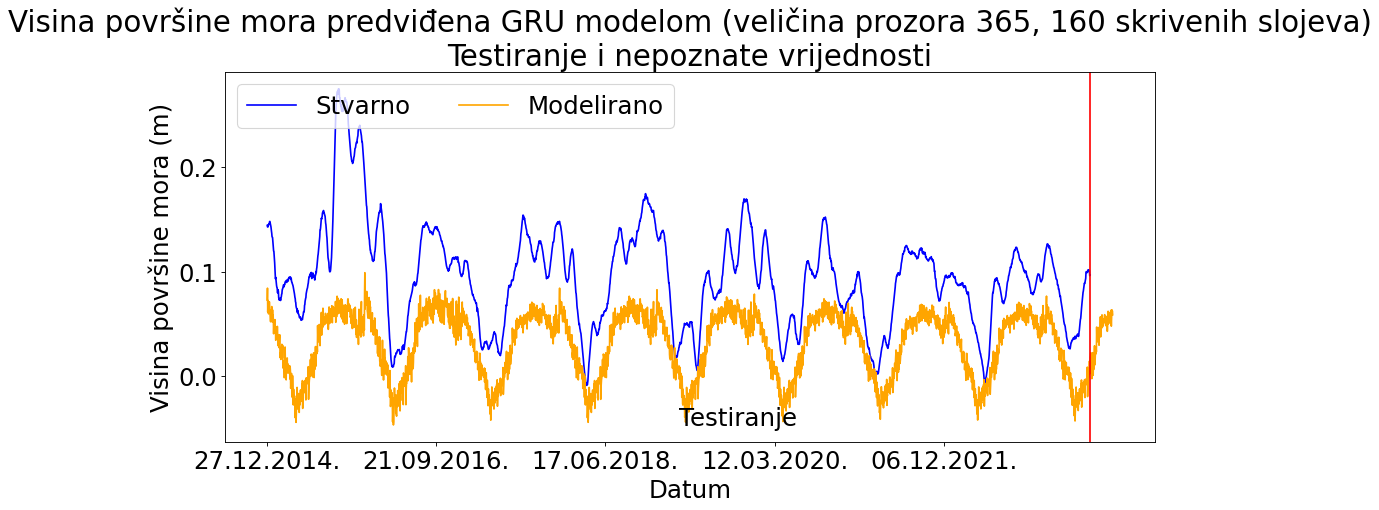 Visina površine mora predviđena GRU modelom (veličina prozora 365, 160 skrivenih slojeva)
Testiranje i nepoznate vrijednosti
Stvarno
Modelirano
Visina površine mora (m)
0.2
0.1
0.0
Testiranje
27.12.2014.
21.09.2016.
17.06.2018.
12.03.2020.
06.12.2021.
Datum